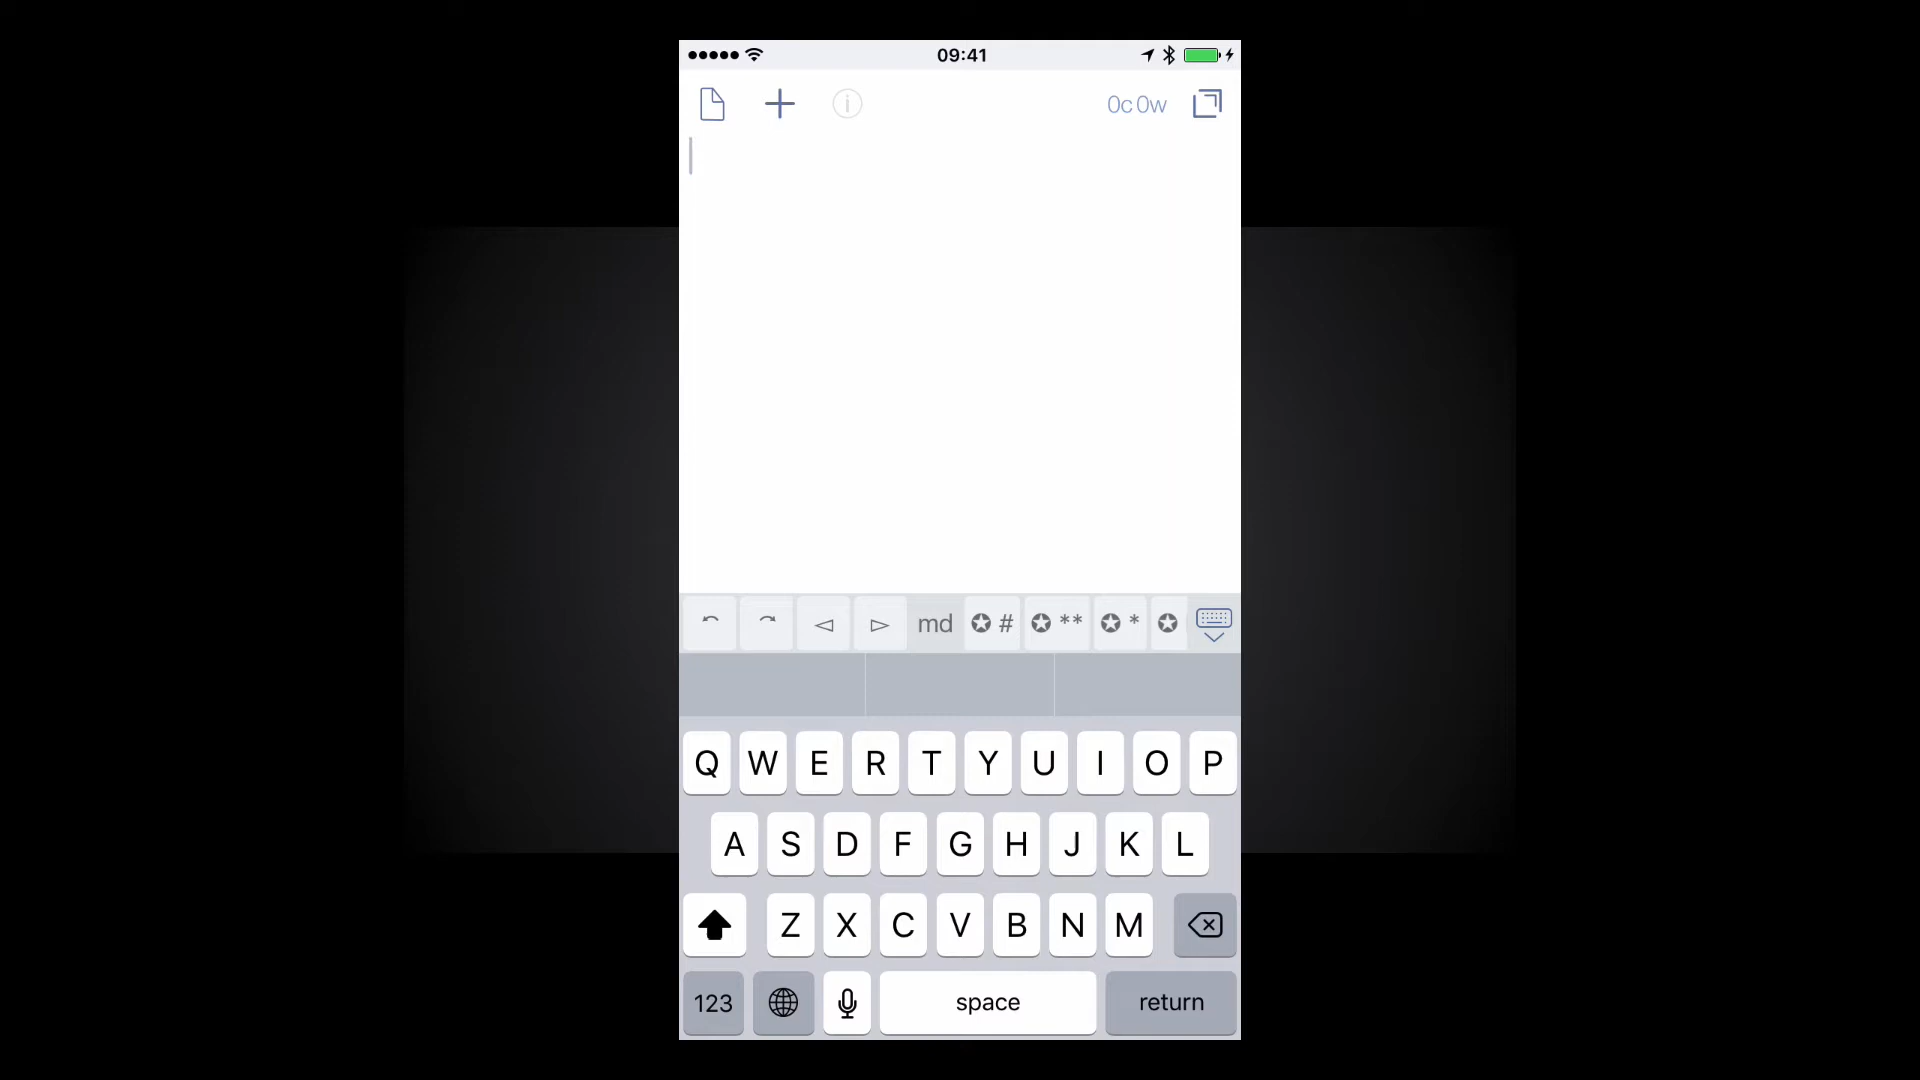 09:41
0c 0w
md # ** *
Q W E R T Y U I O P
A S D F G H J K L
Z X C V B N M
123 space return